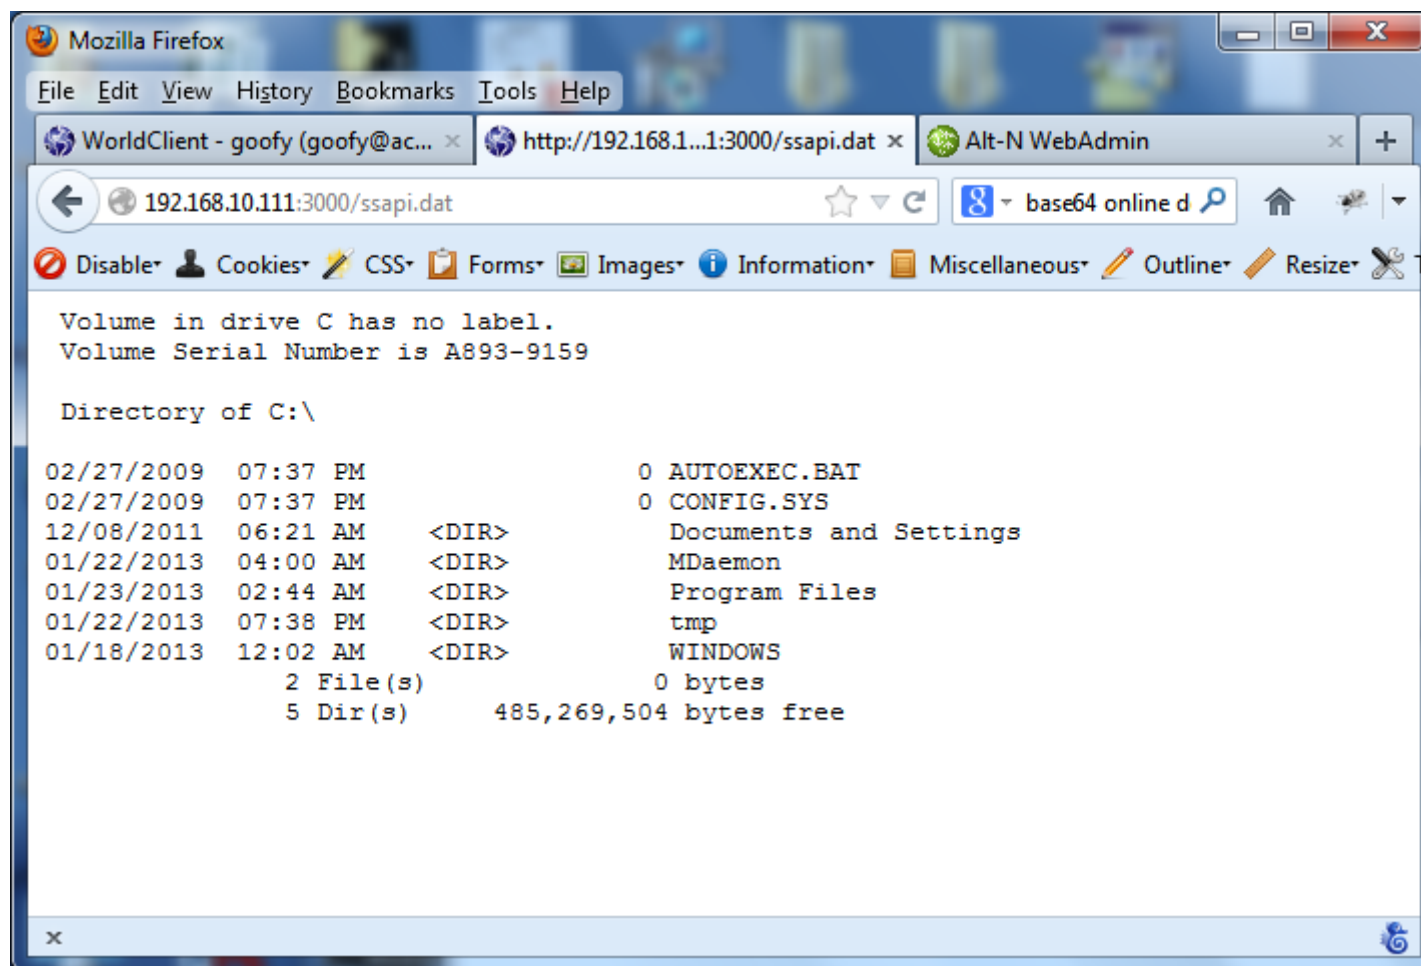 Mozilla Firefox
File Edit View History Bookmarks Tools Help
WorldClient - goofy (goofy@ac... × http://192.168.1...1:3000/ssapi.dat × Alt-N WebAdmin × +
192.168.10.111:3000/ssapi.dat 8 base64 online d
Disable Cookies CSS Forms Images Information Miscellaneous Outline Resize
Volume in drive C has no label.
Volume Serial Number is A893-9159
Directory of C:\
02/27/2009 07:37 PM 0 AUTOEXEC.BAT
02/27/2009 07:37 PM 0 CONFIG.SYS
12/08/2011 06:21 AM <DIR> Documents and Settings
01/22/2013 04:00 AM <DIR> MDaemon
01/23/2013 02:44 AM <DIR> Program Files
01/22/2013 07:38 PM <DIR> tmp
01/18/2013 12:02 AM <DIR> WINDOWS
2 File(s) 0 bytes
5 Dir(s) 485,269,504 bytes free
×